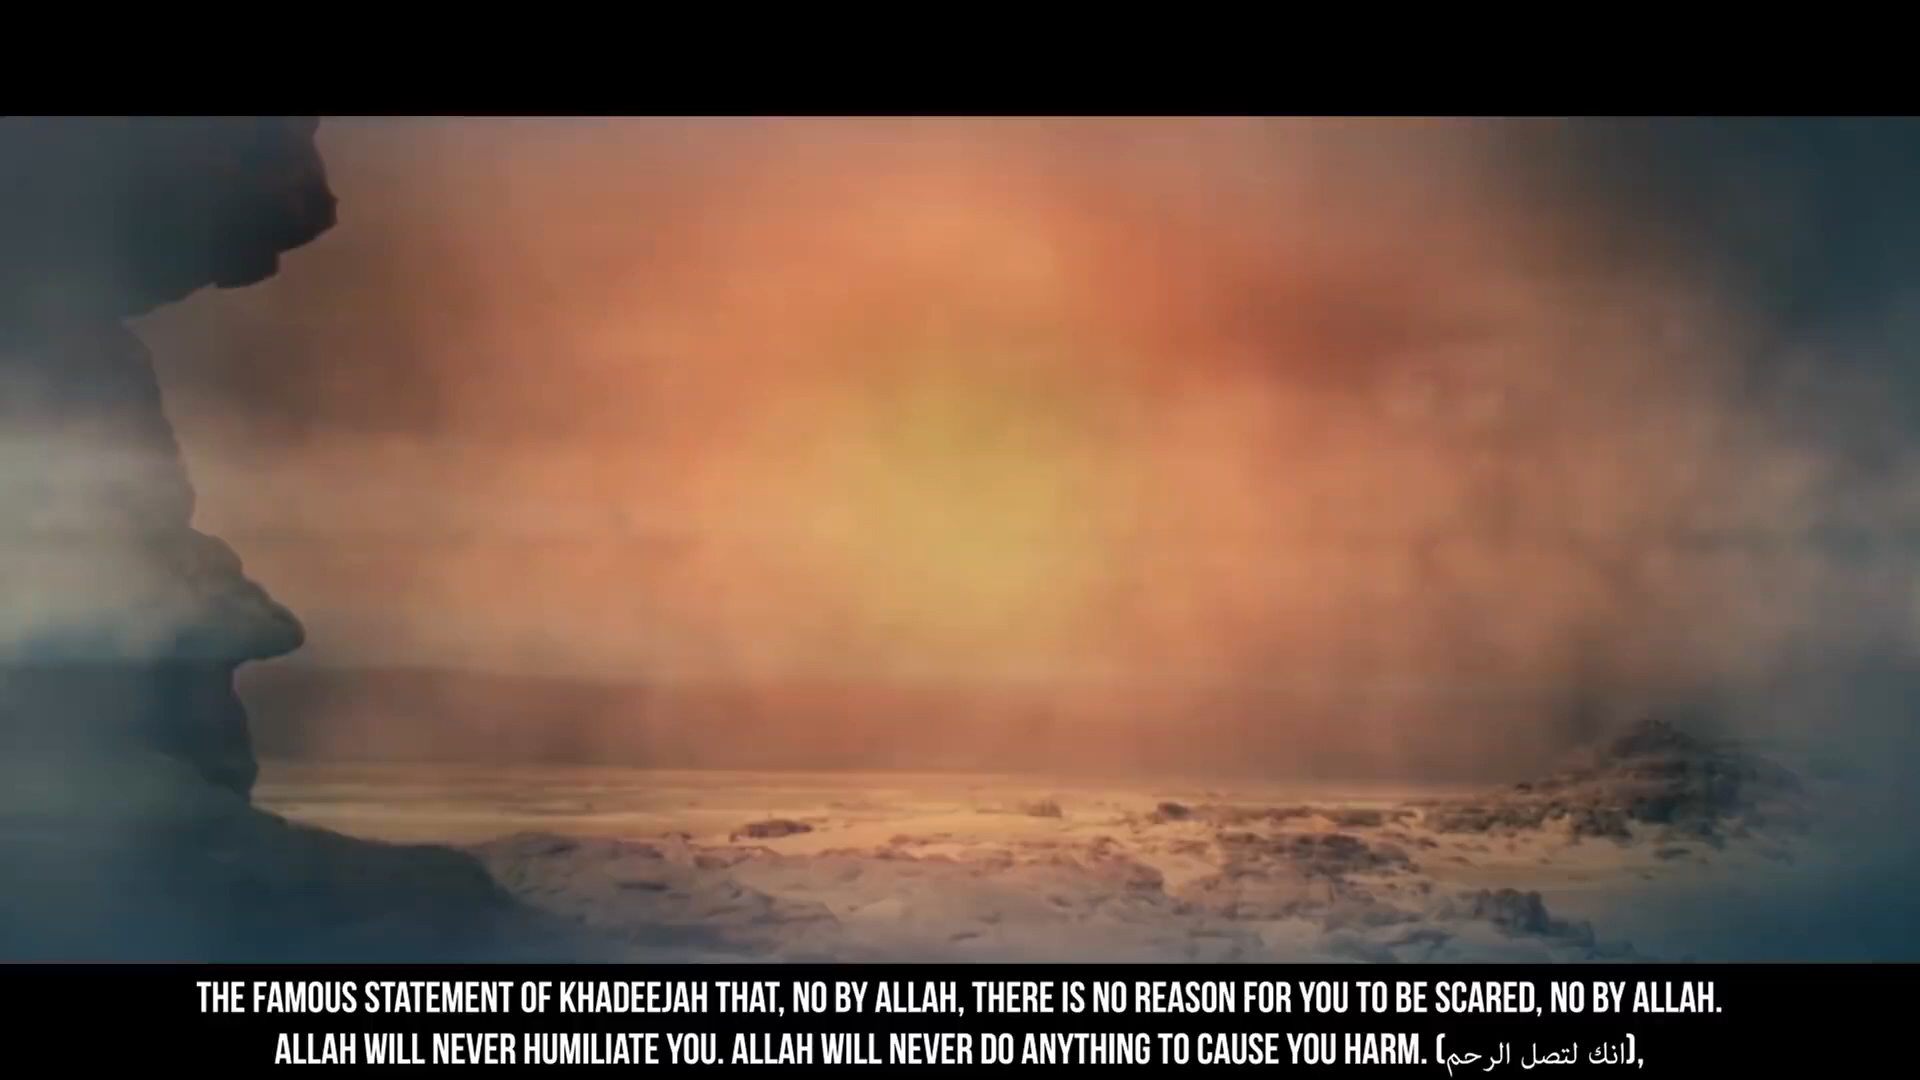 THE FAMOUS STATEMENT OF KHADEEJAH THAT, NO BY ALLAH, THERE IS NO REASON FOR YOU TO BE SCARED, NO BY ALLAH.
ALLAH WILL NEVER HUMILIATE YOU. ALLAH WILL NEVER DO ANYTHING TO CAUSE YOU HARM. (انك لتصل الرحم),